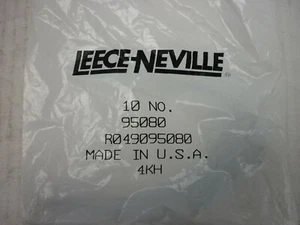 LEECE-NEVILLE
10 NO.
95080
R049095080
MADE IN U.S.A.
4KH